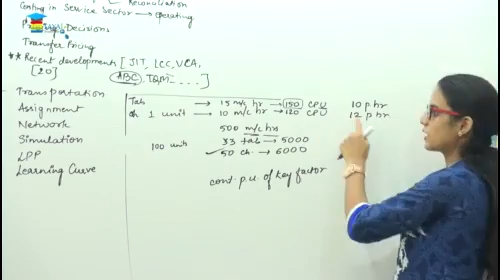 Costing in Service Sector → Operating
Reconciliation
Pricing Decisions
Transfer Pricing
** Recent developments [JIT, LCC, VCA,
[20] ABC, TQM - - - ]
Transportation
Assignment
Network
Simulation
LPP
Learning Curve
Tab → 15 m/c hr → 150 CPU 10 p hr
ch 1 unit → 10 m/c hr → 120 CPU 12 p hr
500 m/c hrs
100 units 33 tab → 5000
✓ 50 ch. → 6000
cont. p.u. of key factor